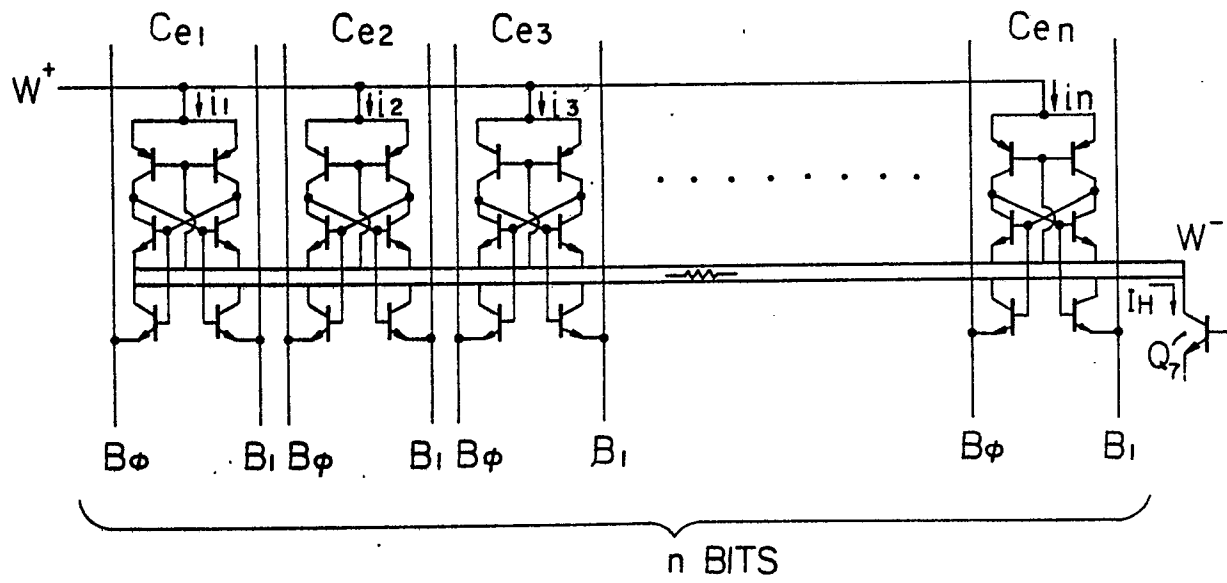 Ce1 Ce2 Ce3 Cen
W+
i1 i2 i3 in
W-
IH
Q7
Bφ B1 Bφ B1 Bφ B1 Bφ B1
n BITS